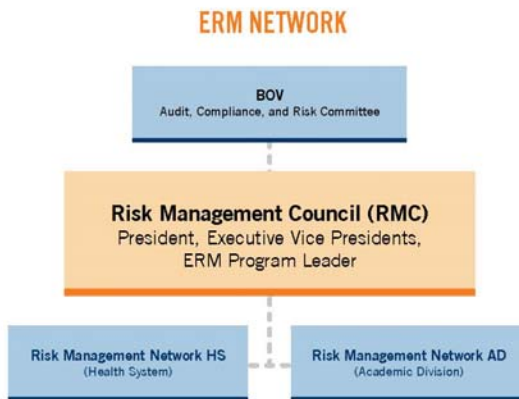 ERM NETWORK
BOV
Audit, Compliance, and Risk Committee
Risk Management Council (RMC)
President, Executive Vice Presidents,
ERM Program Leader
Risk Management Network HS
(Health System)
Risk Management Network AD
(Academic Division)